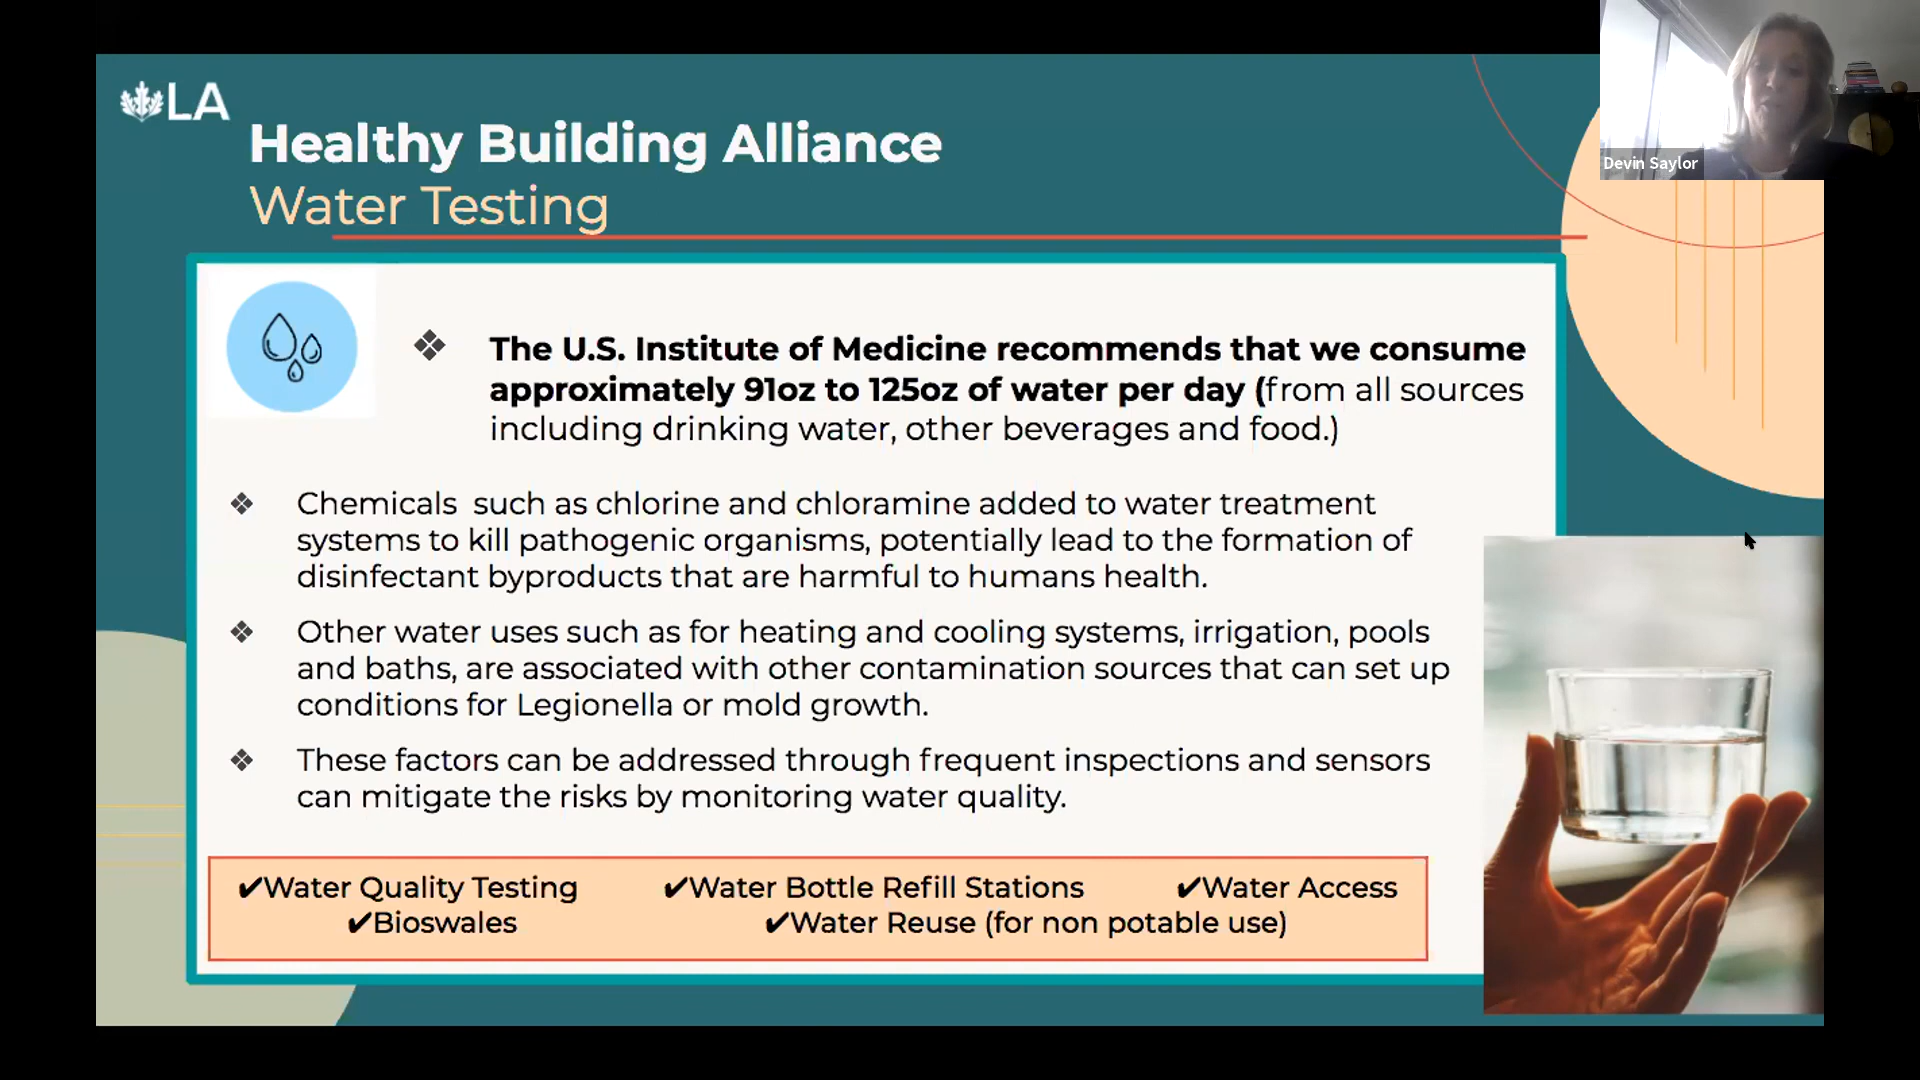 LA
Healthy Building Alliance
Water Testing
Devin Saylor
❖ The U.S. Institute of Medicine recommends that we consume
approximately 91oz to 125oz of water per day (from all sources
including drinking water, other beverages and food.)
❖ Chemicals such as chlorine and chloramine added to water treatment
systems to kill pathogenic organisms, potentially lead to the formation of
disinfectant byproducts that are harmful to humans health.
❖ Other water uses such as for heating and cooling systems, irrigation, pools
and baths, are associated with other contamination sources that can set up
conditions for Legionella or mold growth.
❖ These factors can be addressed through frequent inspections and sensors
can mitigate the risks by monitoring water quality.
✔Water Quality Testing ✔Water Bottle Refill Stations ✔Water Access
✔Bioswales ✔Water Reuse (for non potable use)